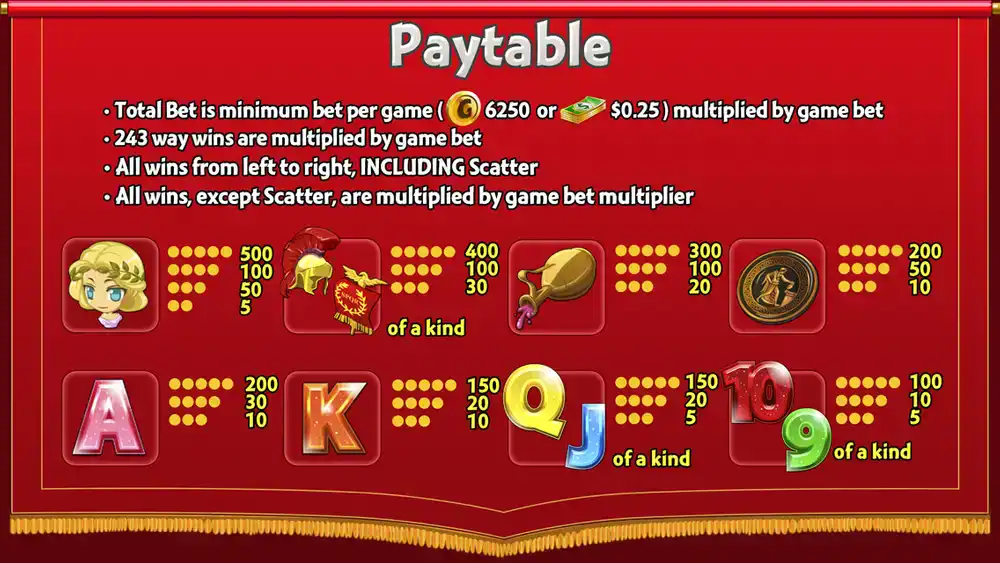 Paytable
• Total Bet is minimum bet per game ( G 6250 or $0.25 ) multiplied by game bet
• 243 way wins are multiplied by game bet
• All wins from left to right, INCLUDING Scatter
• All wins, except Scatter, are multiplied by game bet multiplier
500
100
50
5
400
100
30
of a kind
300
100
20
200
50
10
A
200
30
10
K
150
20
10
Q J
150
20
5
of a kind
10 9
100
10
5
of a kind